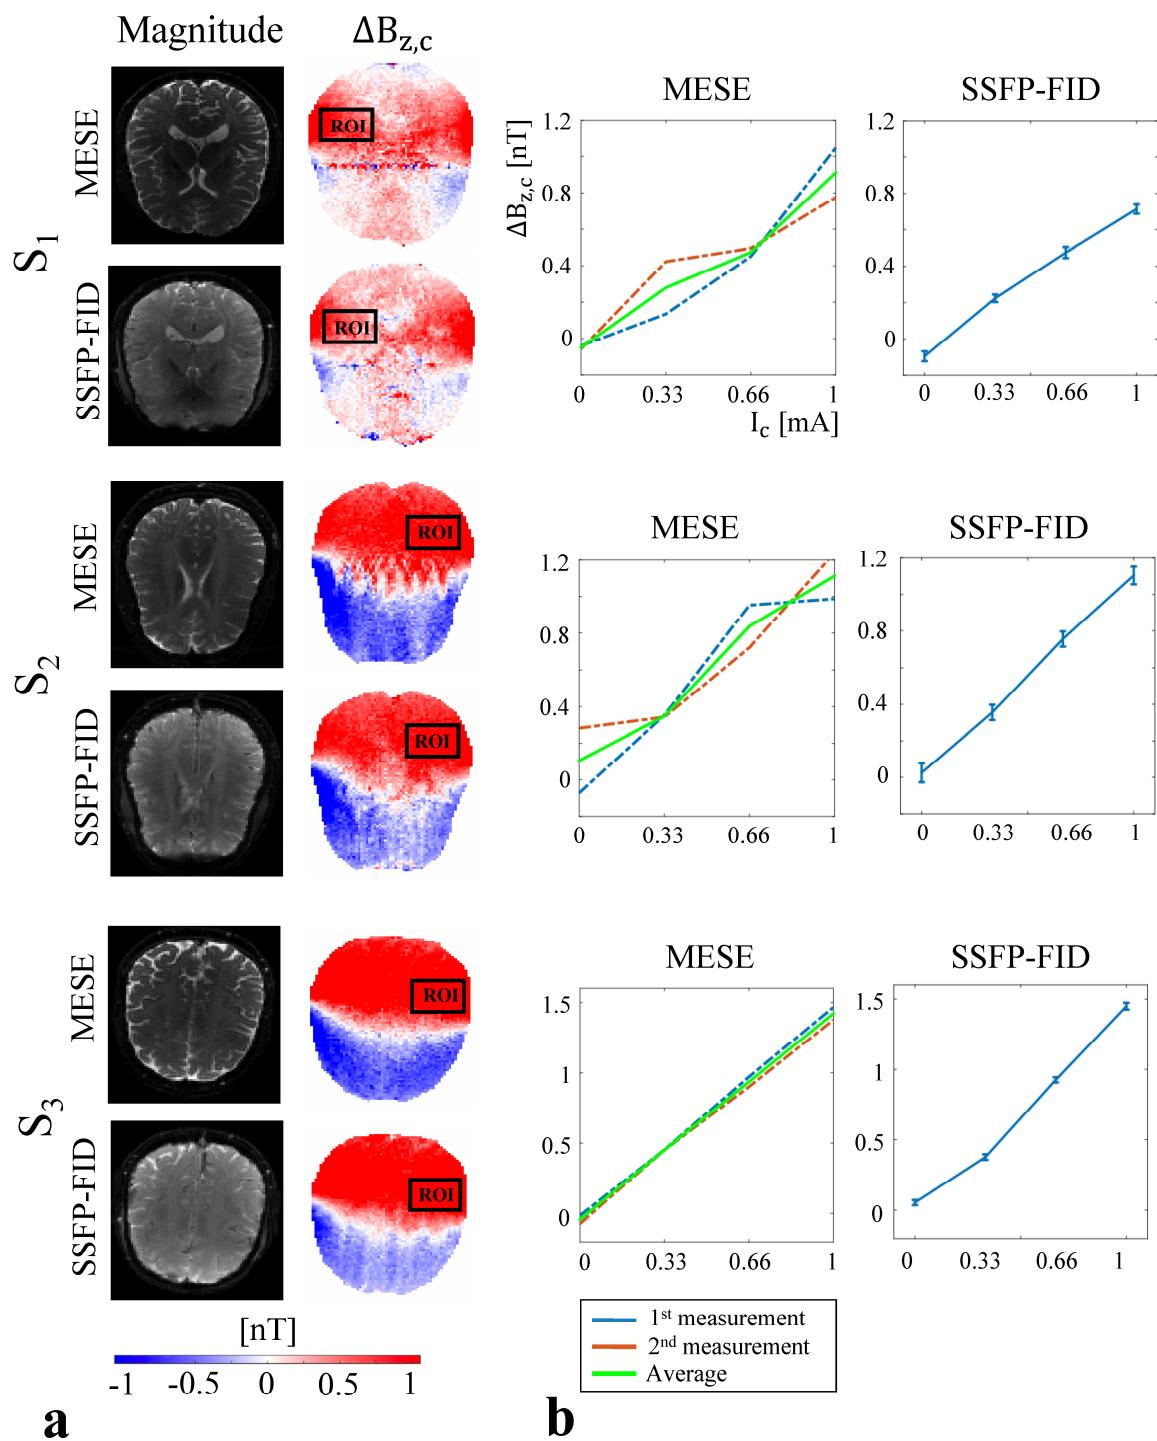 Magnitude
ΔB_z,c
S_1
MESE
ROI
SSFP-FID
ROI
S_2
MESE
ROI
SSFP-FID
ROI
S_3
MESE
ROI
SSFP-FID
ROI
[nT]
-1 -0.5 0 0.5 1
a
MESE
ΔB_z,c [nT]
1.2
0.8
0.4
0
0 0.33 0.66 1
I_c [mA]
SSFP-FID
1.2
0.8
0.4
0
0 0.33 0.66 1
MESE
1.2
0.8
0.4
0
0 0.33 0.66 1
SSFP-FID
1.2
0.8
0.4
0
0 0.33 0.66 1
MESE
1.5
1
0.5
0
0 0.33 0.66 1
SSFP-FID
1.5
1
0.5
0
0 0.33 0.66 1
1st measurement
2nd measurement
Average
b